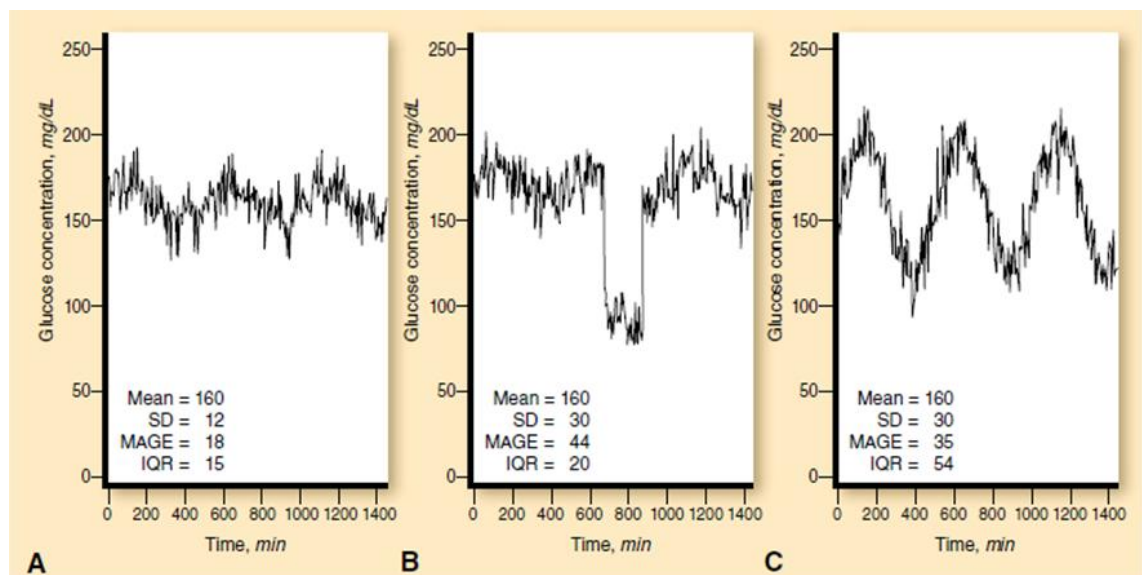 Glucose concentration, mg/dL
250
200
150
100
50
0
Mean = 160
SD = 12
MAGE = 18
IQR = 15
0 200 400 600 800 1000 1200 1400
Time, min
A
Glucose concentration, mg/dL
250
200
150
100
50
0
Mean = 160
SD = 30
MAGE = 44
IQR = 20
0 200 400 600 800 1000 1200 1400
Time, min
B
Glucose concentration, mg/dL
250
200
150
100
50
0
Mean = 160
SD = 30
MAGE = 35
IQR = 54
0 200 400 600 800 1000 1200 1400
Time, min
C